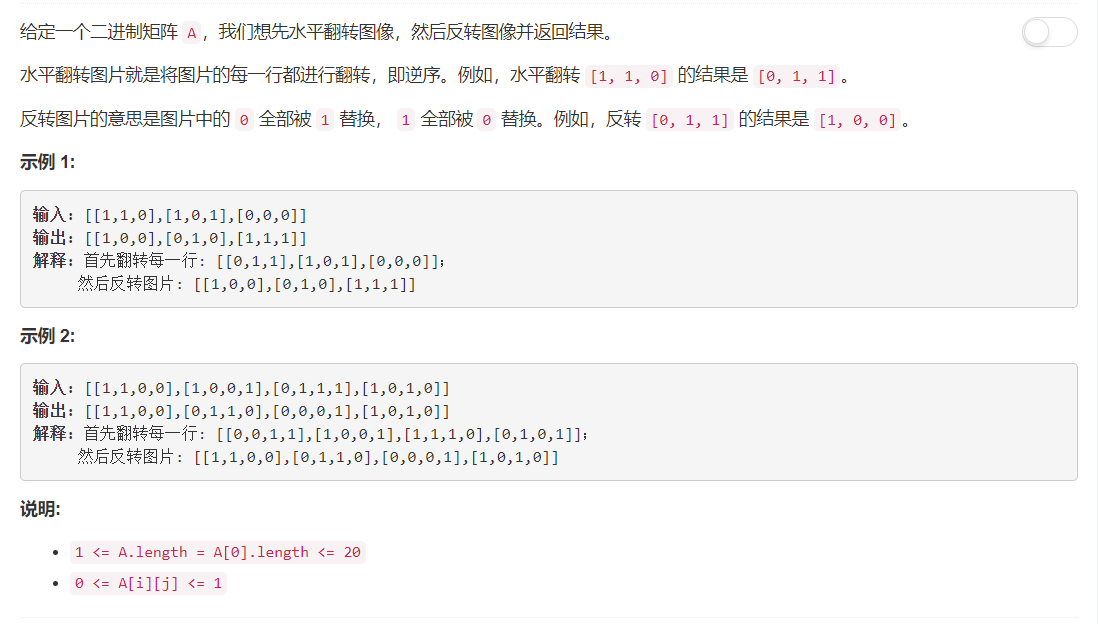 给定一个二进制矩阵 A，我们想先水平翻转图像，然后反转图像并返回结果。
水平翻转图片就是将图片的每一行都进行翻转，即逆序。例如，水平翻转 [1, 1, 0] 的结果是 [0, 1, 1]。
反转图片的意思是图片中的 0 全部被 1 替换， 1 全部被 0 替换。例如，反转 [0, 1, 1] 的结果是 [1, 0, 0]。
示例 1:
输入: [[1,1,0],[1,0,1],[0,0,0]]
输出: [[1,0,0],[0,1,0],[1,1,1]]
解释: 首先翻转每一行: [[0,1,1],[1,0,1],[0,0,0]]；
然后反转图片: [[1,0,0],[0,1,0],[1,1,1]]
示例 2:
输入: [[1,1,0,0],[1,0,0,1],[0,1,1,1],[1,0,1,0]]
输出: [[1,1,0,0],[0,1,1,0],[0,0,0,1],[1,0,1,0]]
解释: 首先翻转每一行: [[0,0,1,1],[1,0,0,1],[1,1,1,0],[0,1,0,1]]；
然后反转图片: [[1,1,0,0],[0,1,1,0],[0,0,0,1],[1,0,1,0]]
说明:
• 1 <= A.length = A[0].length <= 20
• 0 <= A[i][j] <= 1